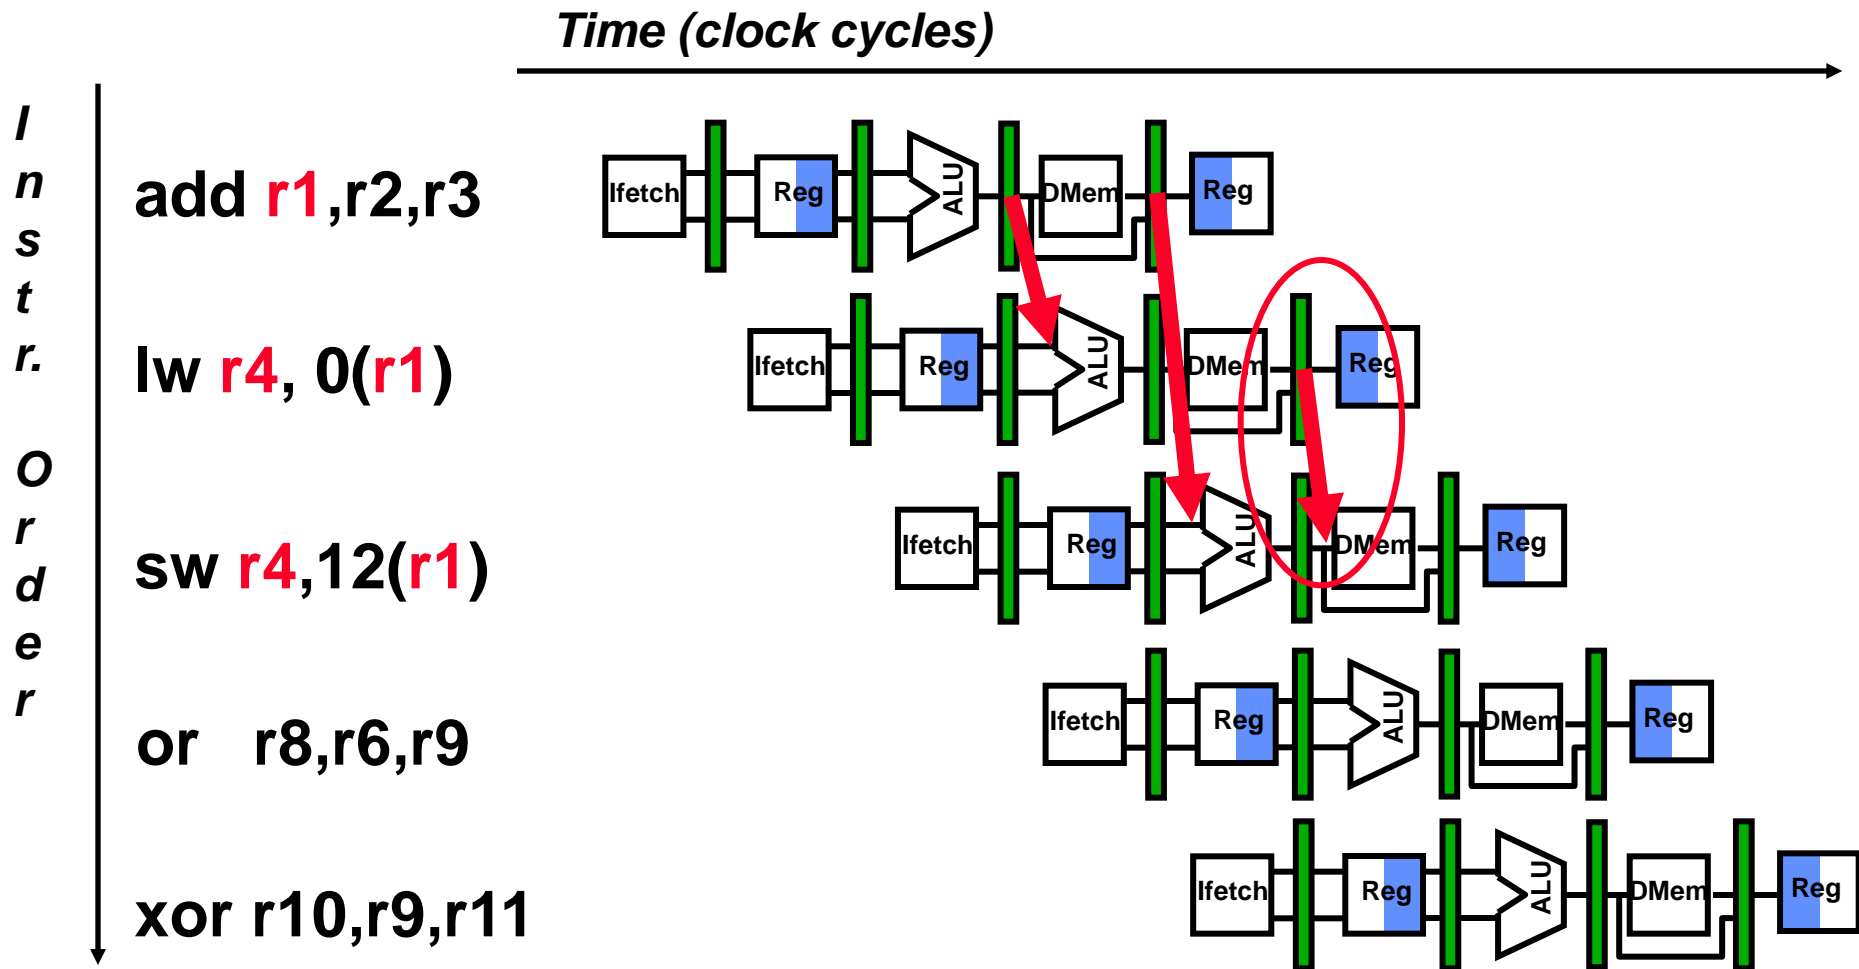 Time (clock cycles)
Instr. Order
add r1,r2,r3
Ifetch Reg ALU DMem Reg
lw r4, 0(r1)
Ifetch Reg ALU DMem Reg
sw r4,12(r1)
Ifetch Reg ALU DMem Reg
or r8,r6,r9
Ifetch Reg ALU DMem Reg
xor r10,r9,r11
Ifetch Reg ALU DMem Reg